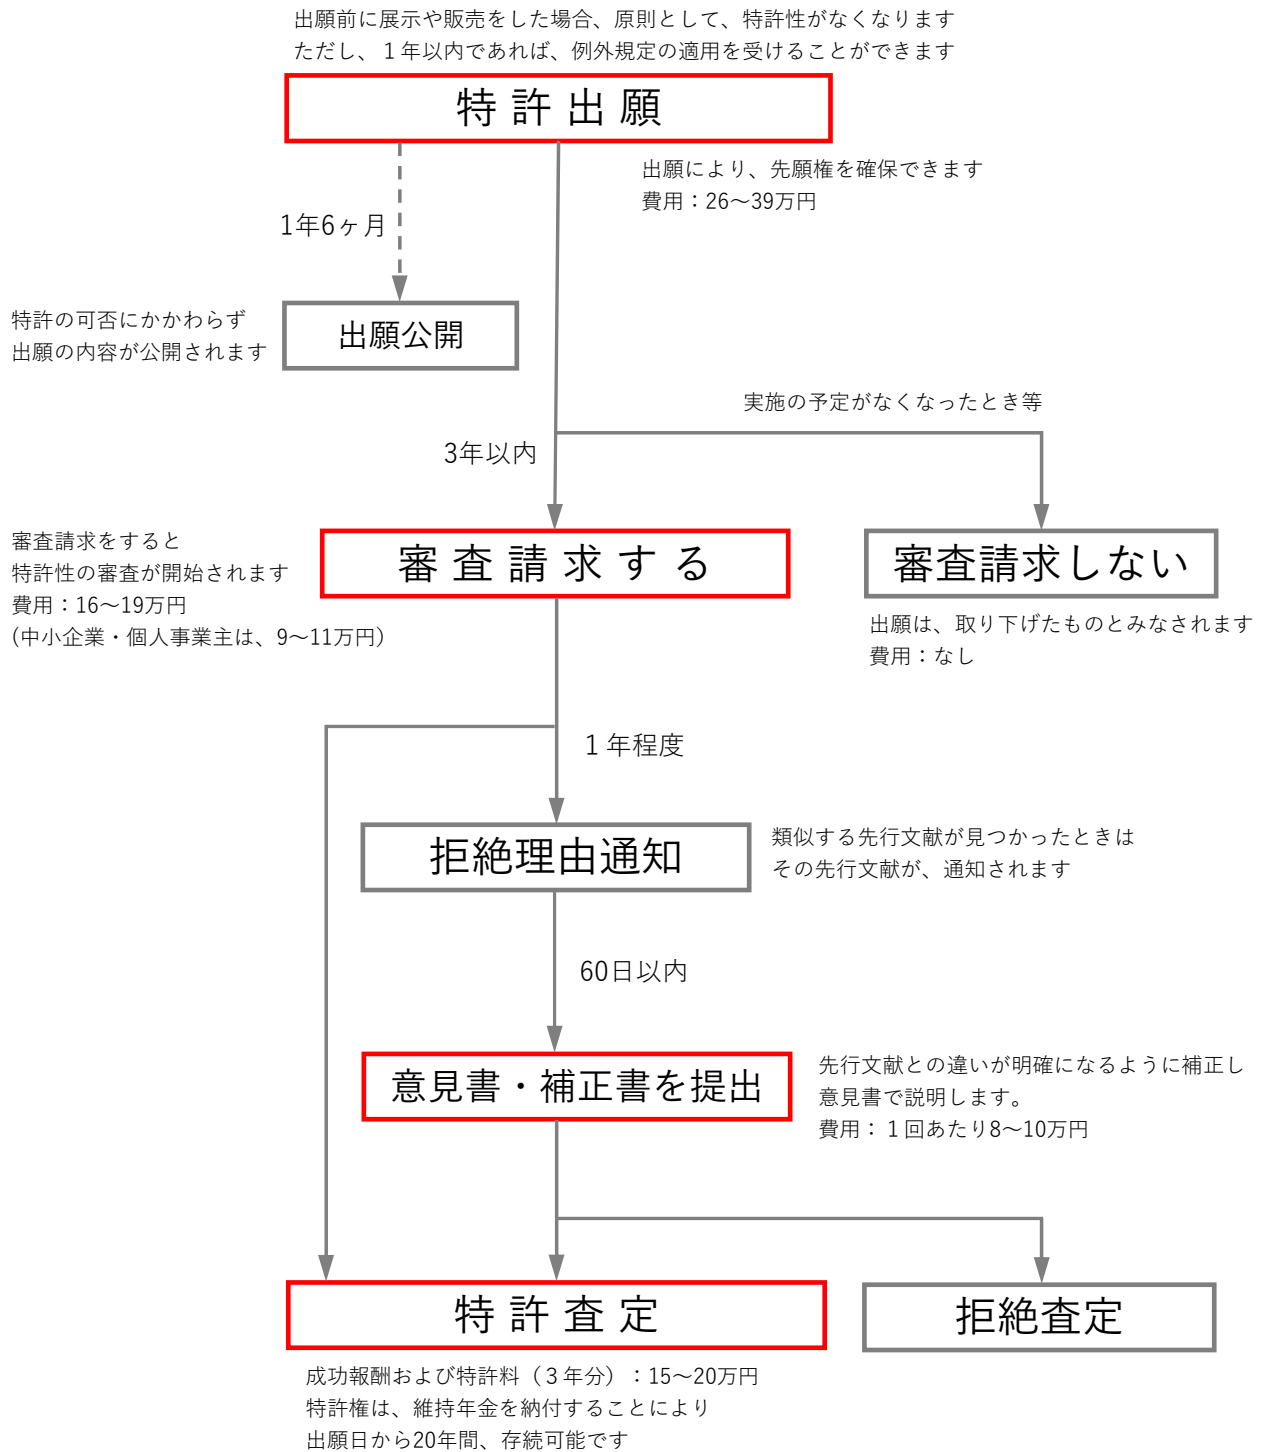 出願前に展示や販売をした場合、原則として、特許性がなくなります
ただし、１年以内であれば、例外規定の適用を受けることができます
特許出願
出願により、先願権を確保できます
費用：26～39万円
1年6ヶ月
特許の可否にかかわらず
出願の内容が公開されます
出願公開
実施の予定がなくなったとき等
3年以内
審査請求をすると
特許性の審査が開始されます
費用：16～19万円
(中小企業・個人事業主は、9～11万円)
審査請求する
審査請求しない
出願は、取り下げたものとみなされます
費用：なし
１年程度
拒絶理由通知
類似する先行文献が見つかったときは
その先行文献が、通知されます
60日以内
意見書・補正書を提出
先行文献との違いが明確になるように補正し
意見書で説明します。
費用：１回あたり8～10万円
特許査定
拒絶査定
成功報酬および特許料（３年分）：15～20万円
特許権は、維持年金を納付することにより
出願日から20年間、存続可能です